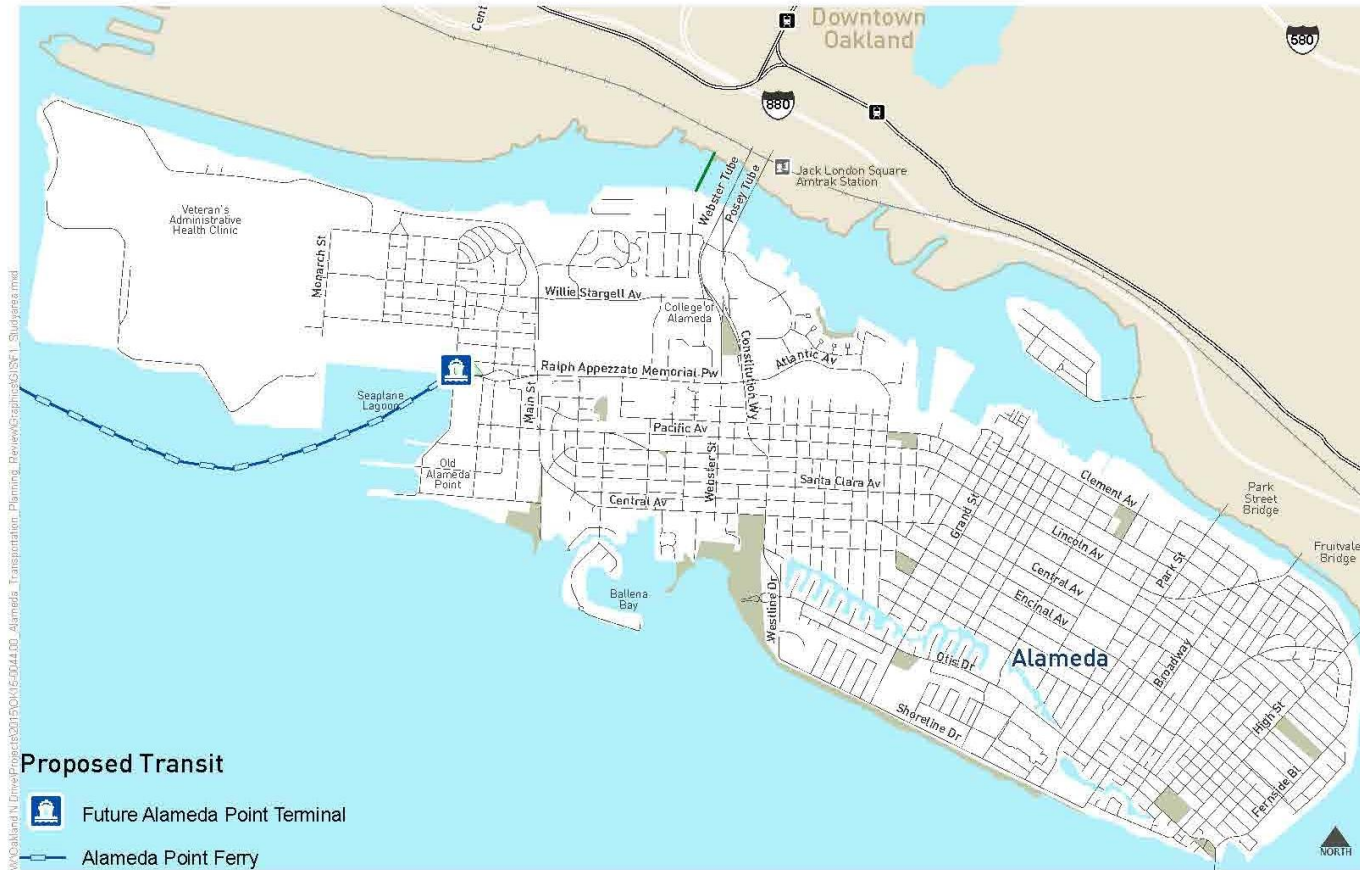 Downtown
Oakland
Cent
580
880
Webster Tube
Posey Tube
Jack London Square
Amtrak Station
Veteran's
Administrative
Health Clinic
Monarch St
Willie Stargell Av
College of
Alameda
Constitution Wy
Atlantic Av
Ralph Appezzato Memorial Pw
Seaplane
Lagoon
Main St
Pacific Av
Old
Alameda
Point
Webster St
Santa Clara Av
Central Av
Grand St
Clement Av
Park
Street
Bridge
Lincoln Av
Fruitvale
Bridge
Park St
Central Av
Encinal Av
Ballena
Bay
Westline Dr
Otis Dr
Alameda
Broadway
Shoreline Dr
High St
Fernside Bl
Proposed Transit
Future Alameda Point Terminal
Alameda Point Ferry
NORTH